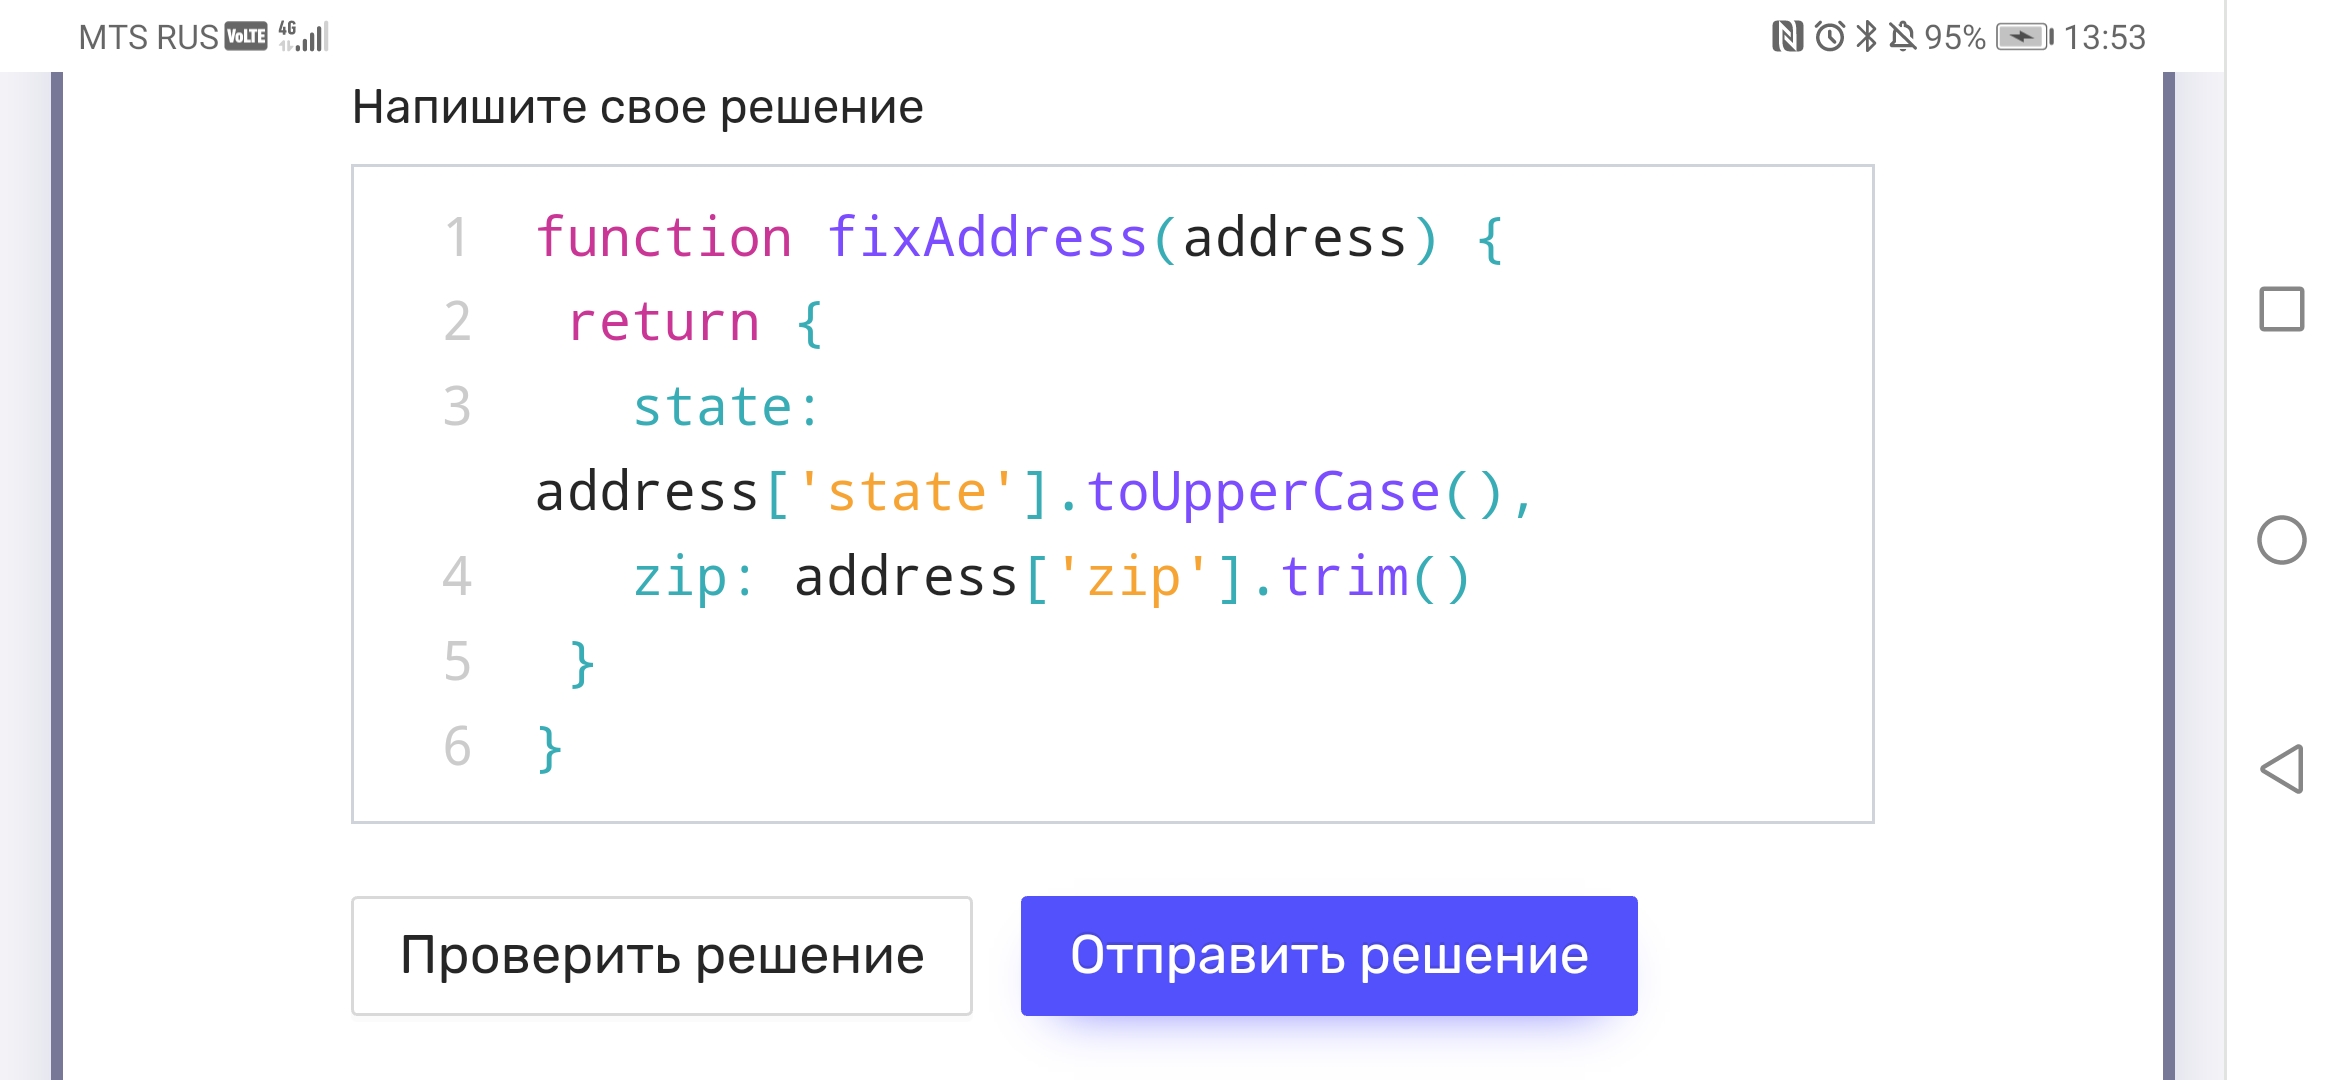 MTS RUS VoLTE 4G 95% 13:53
Напишите свое решение
1 function fixAddress(address) {
2 return {
3 state:
address['state'].toUpperCase(),
4 zip: address['zip'].trim()
5 }
6 }
Проверить решение Отправить решение